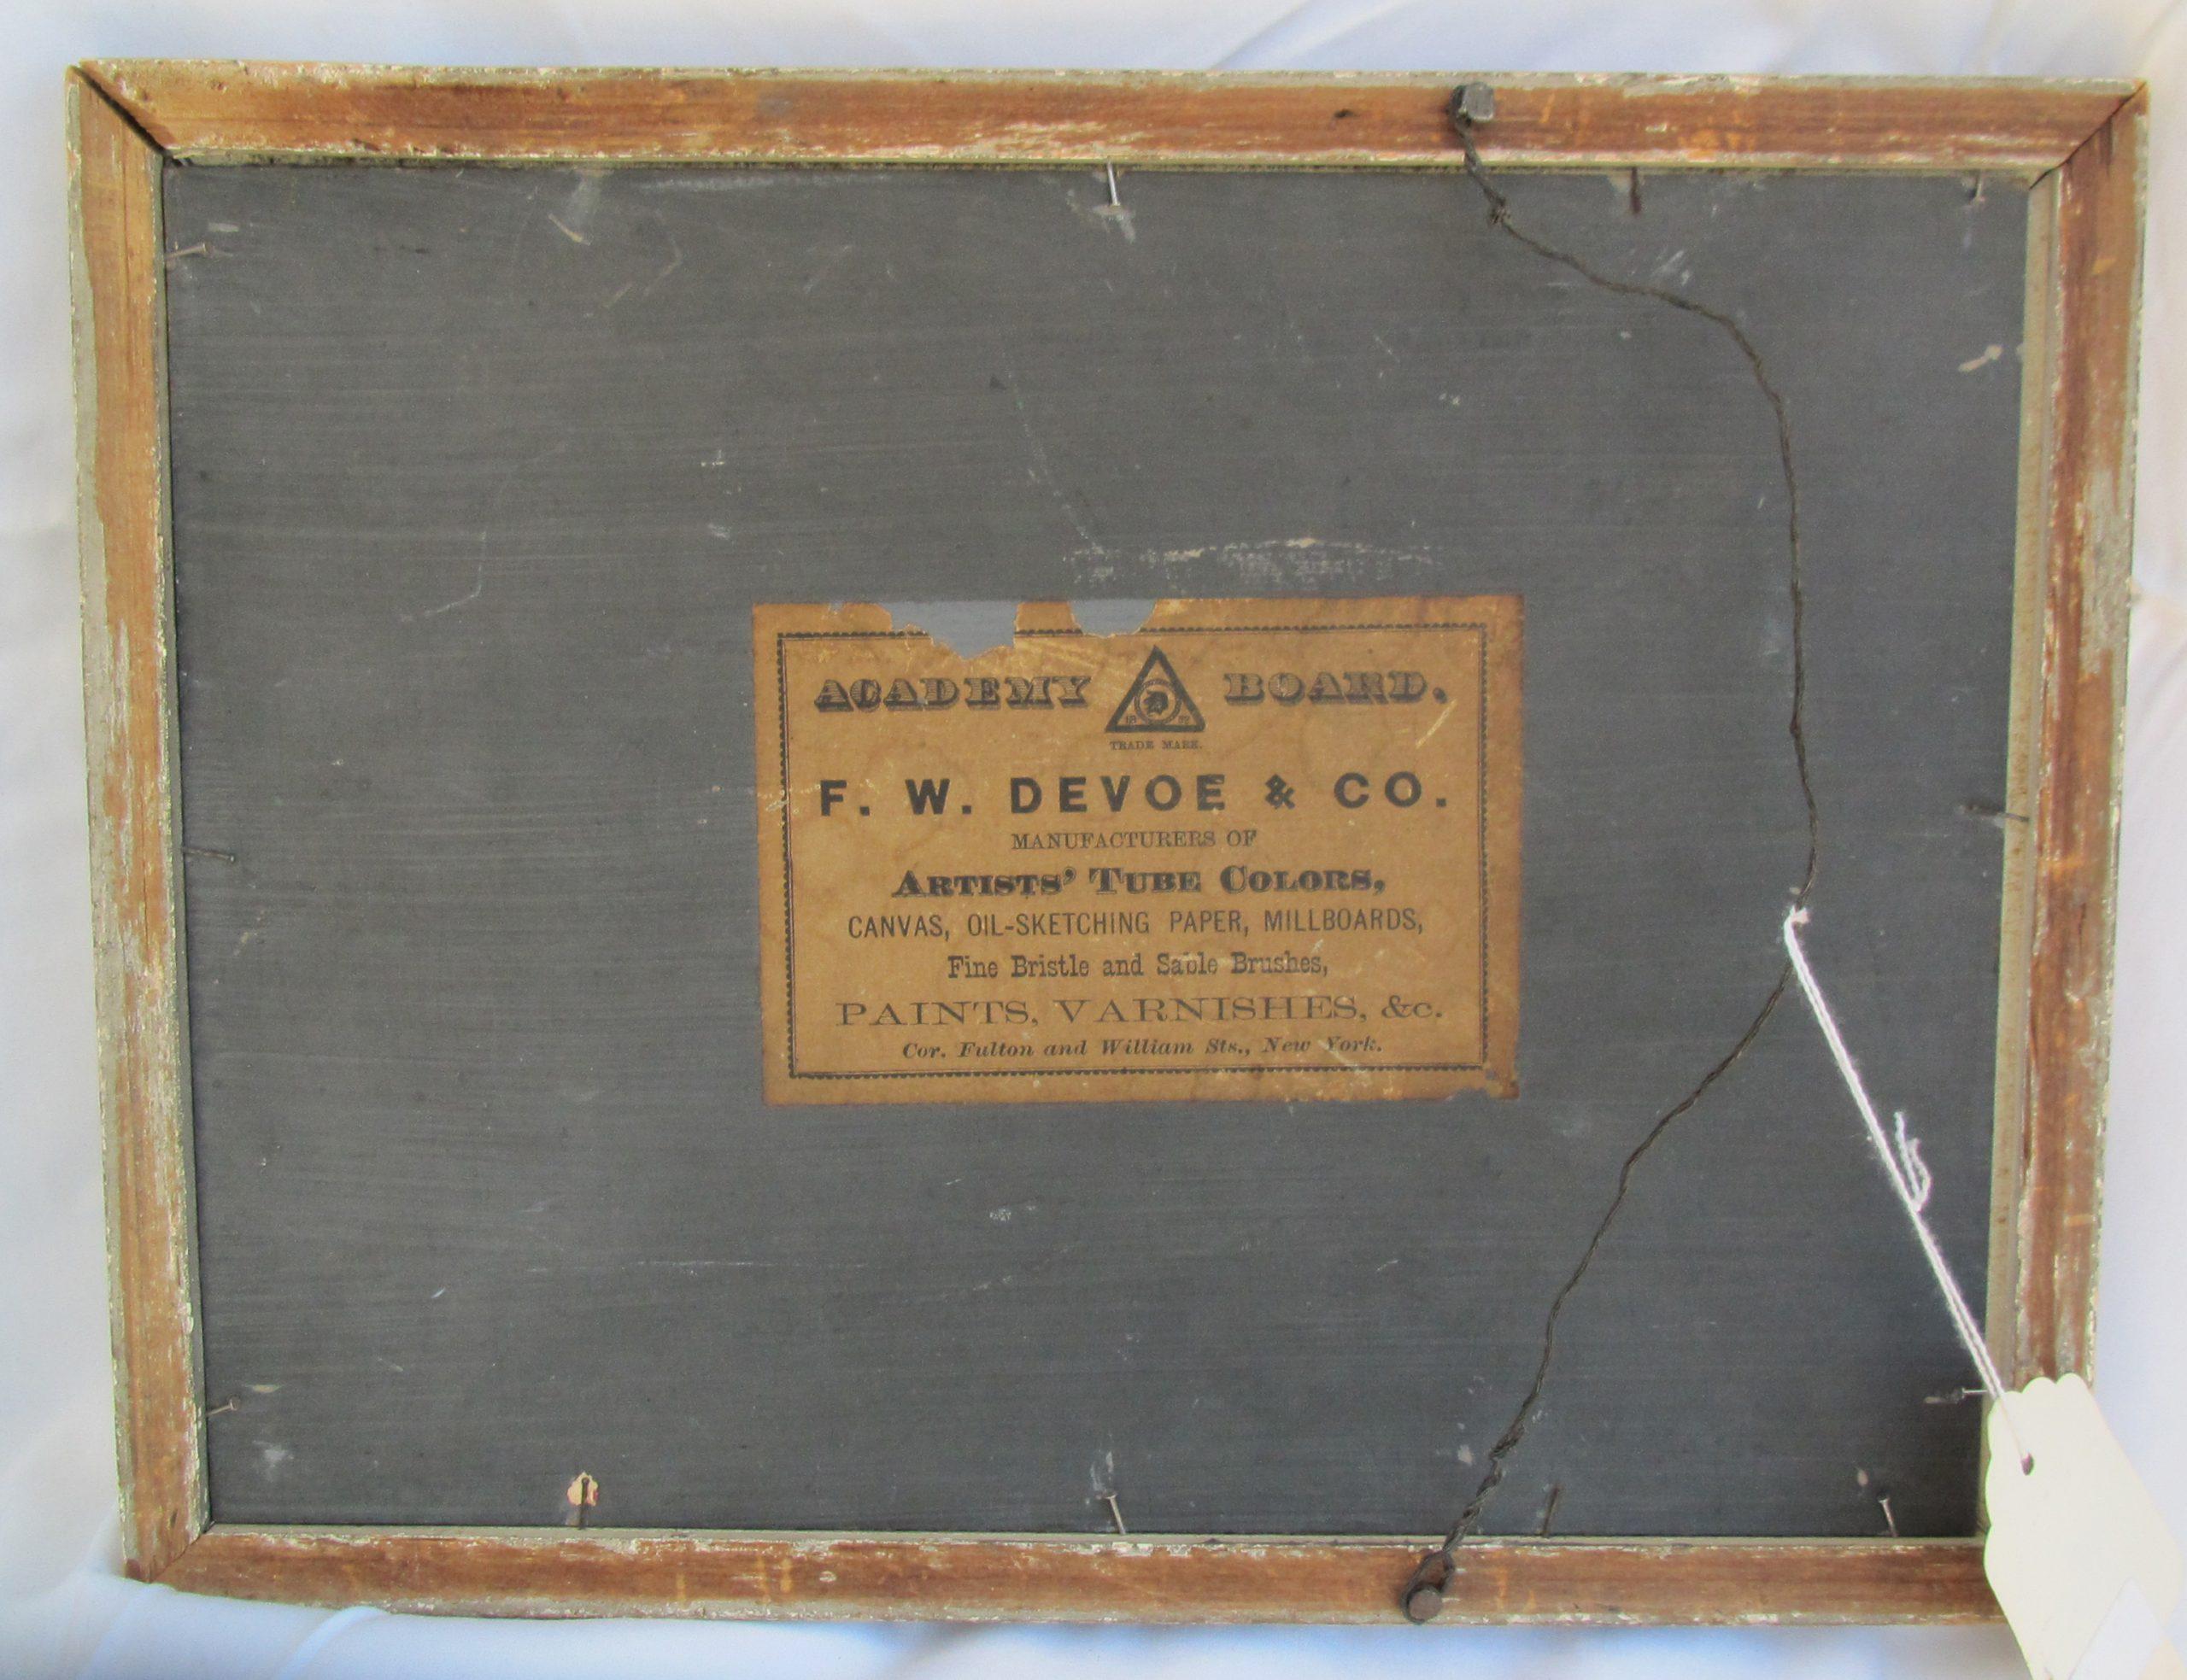 ACADEMY BOARD.
TRADE MARK.
F. W. DEVOE & CO.
MANUFACTURERS OF
ARTISTS' TUBE COLORS,
CANVAS, OIL-SKETCHING PAPER, MILLBOARDS,
Fine Bristle and Sable Brushes,
PAINTS, VARNISHES, &c.
Cor. Fulton and William Sts., New York.